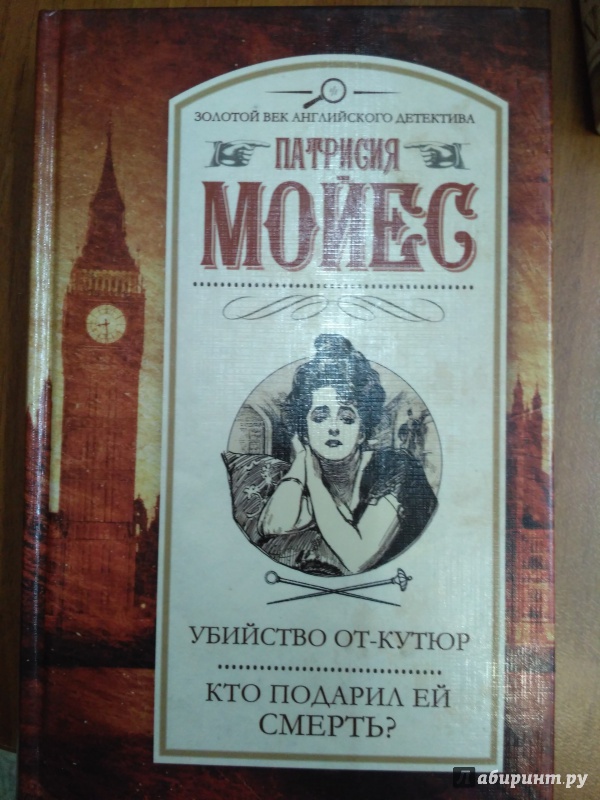 ЗОЛОТОЙ ВЕК АНГЛИЙСКОГО ДЕТЕКТИВА
ПАТРИСИЯ
МОЙЕС
УБИЙСТВО ОТ-КУТЮР
КТО ПОДАРИЛ ЕЙ
СМЕРТЬ?
Лабиринт.ру